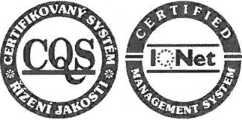 CERTIFIKOVANÝ SYSTÉM
CQS
ŘÍZENÍ JAKOSTI
CERTIFIED
IQNet
MANAGEMENT SYSTEM